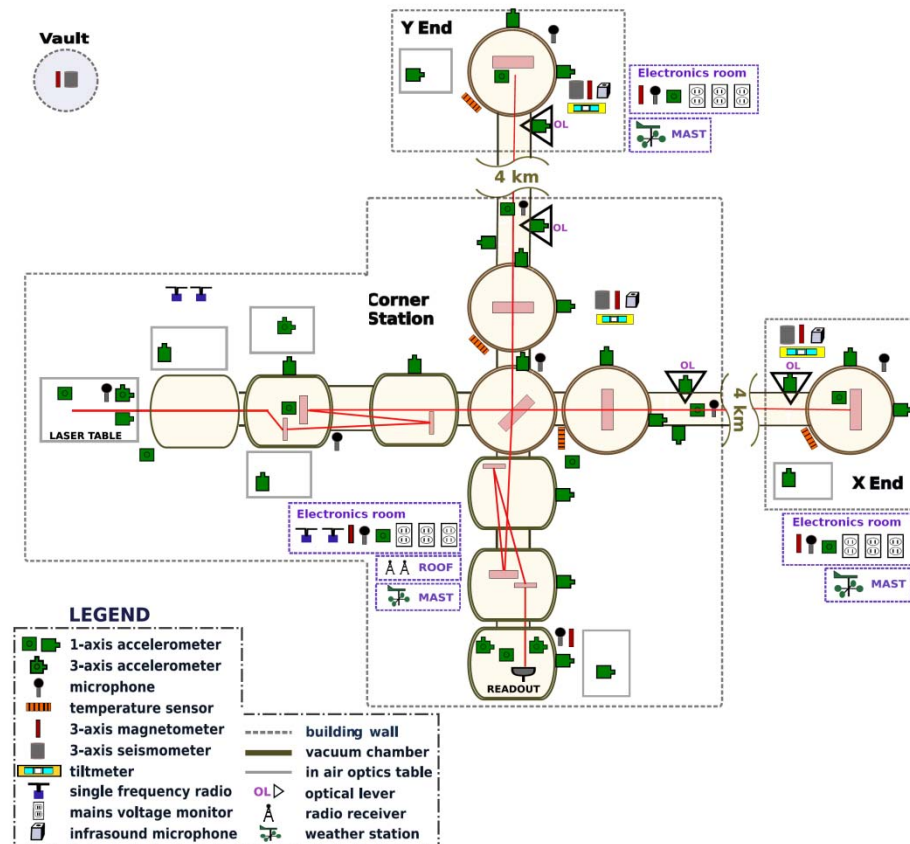 Vault
Y End
Electronics room
OL
MAST
4 km
OL
Corner
Station
OL
OL
4 km
LASER TABLE
X End
Electronics room
ROOF
MAST
Electronics room
MAST
READOUT
LEGEND
1-axis accelerometer
3-axis accelerometer
microphone
temperature sensor
3-axis magnetometer
3-axis seismometer
tiltmeter
single frequency radio
mains voltage monitor
infrasound microphone
building wall
vacuum chamber
in air optics table
OL optical lever
radio receiver
weather station